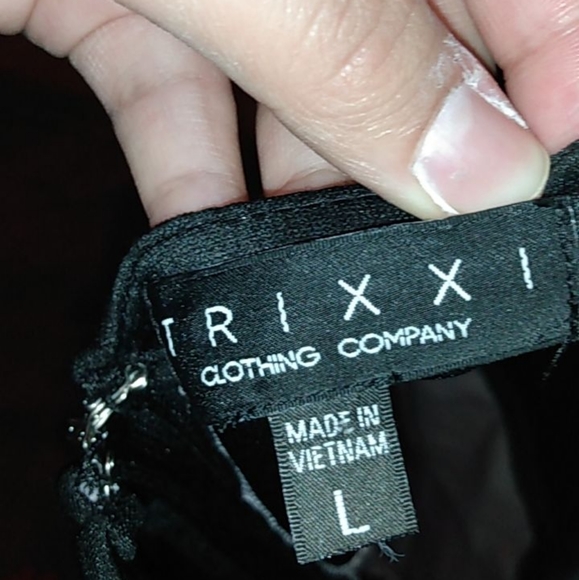 TRIXXI
CLOTHING COMPANY
MADE IN
VIETNAM
L